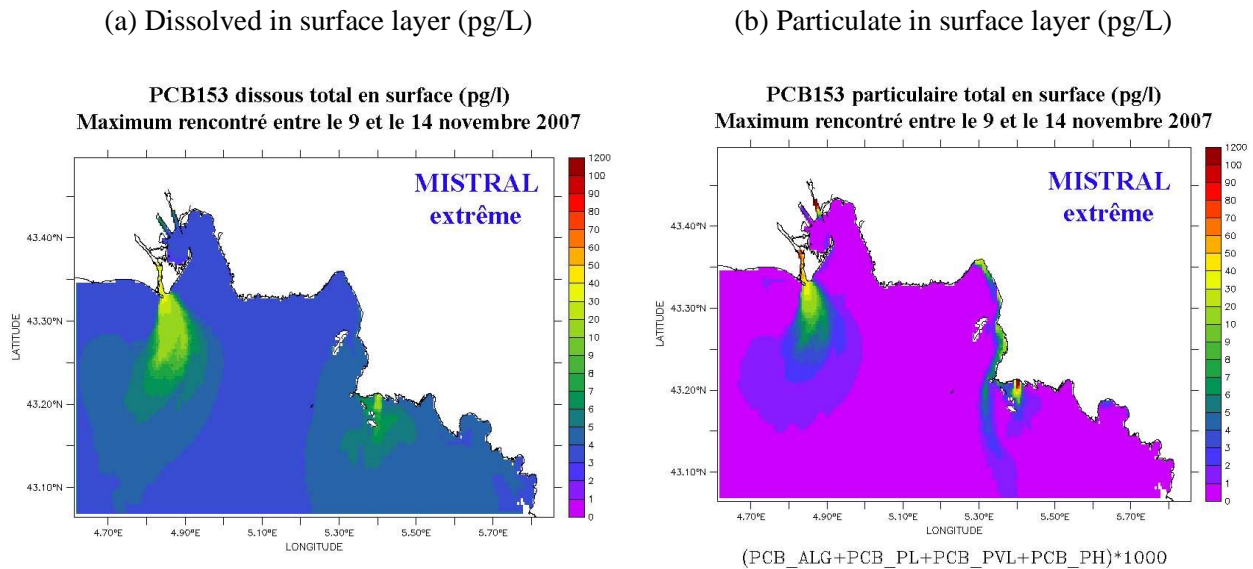 (a) Dissolved in surface layer (pg/L)
PCB153 dissous total en surface (pg/l)
Maximum rencontré entre le 9 et le 14 novembre 2007
MISTRAL
extrême
1200
100
90
80
70
60
50
40
30
20
10
9
8
7
6
5
4
3
2
1
0
43.40°N
43.30°N
43.20°N
43.10°N
LATITUDE
4.70°E 4.90°E 5.10°E 5.30°E 5.50°E 5.70°E
LONGITUDE
(b) Particulate in surface layer (pg/L)
PCB153 particulaire total en surface (pg/l)
Maximum rencontré entre le 9 et le 14 novembre 2007
MISTRAL
extrême
1200
100
90
80
70
60
50
40
30
20
10
9
8
7
6
5
4
3
2
1
0
43.40°N
43.30°N
43.20°N
43.10°N
LATITUDE
4.70°E 4.90°E 5.10°E 5.30°E 5.50°E 5.70°E
LONGITUDE
(PCB_ALG+PCB_PL+PCB_PVL+PCB_PH)*1000